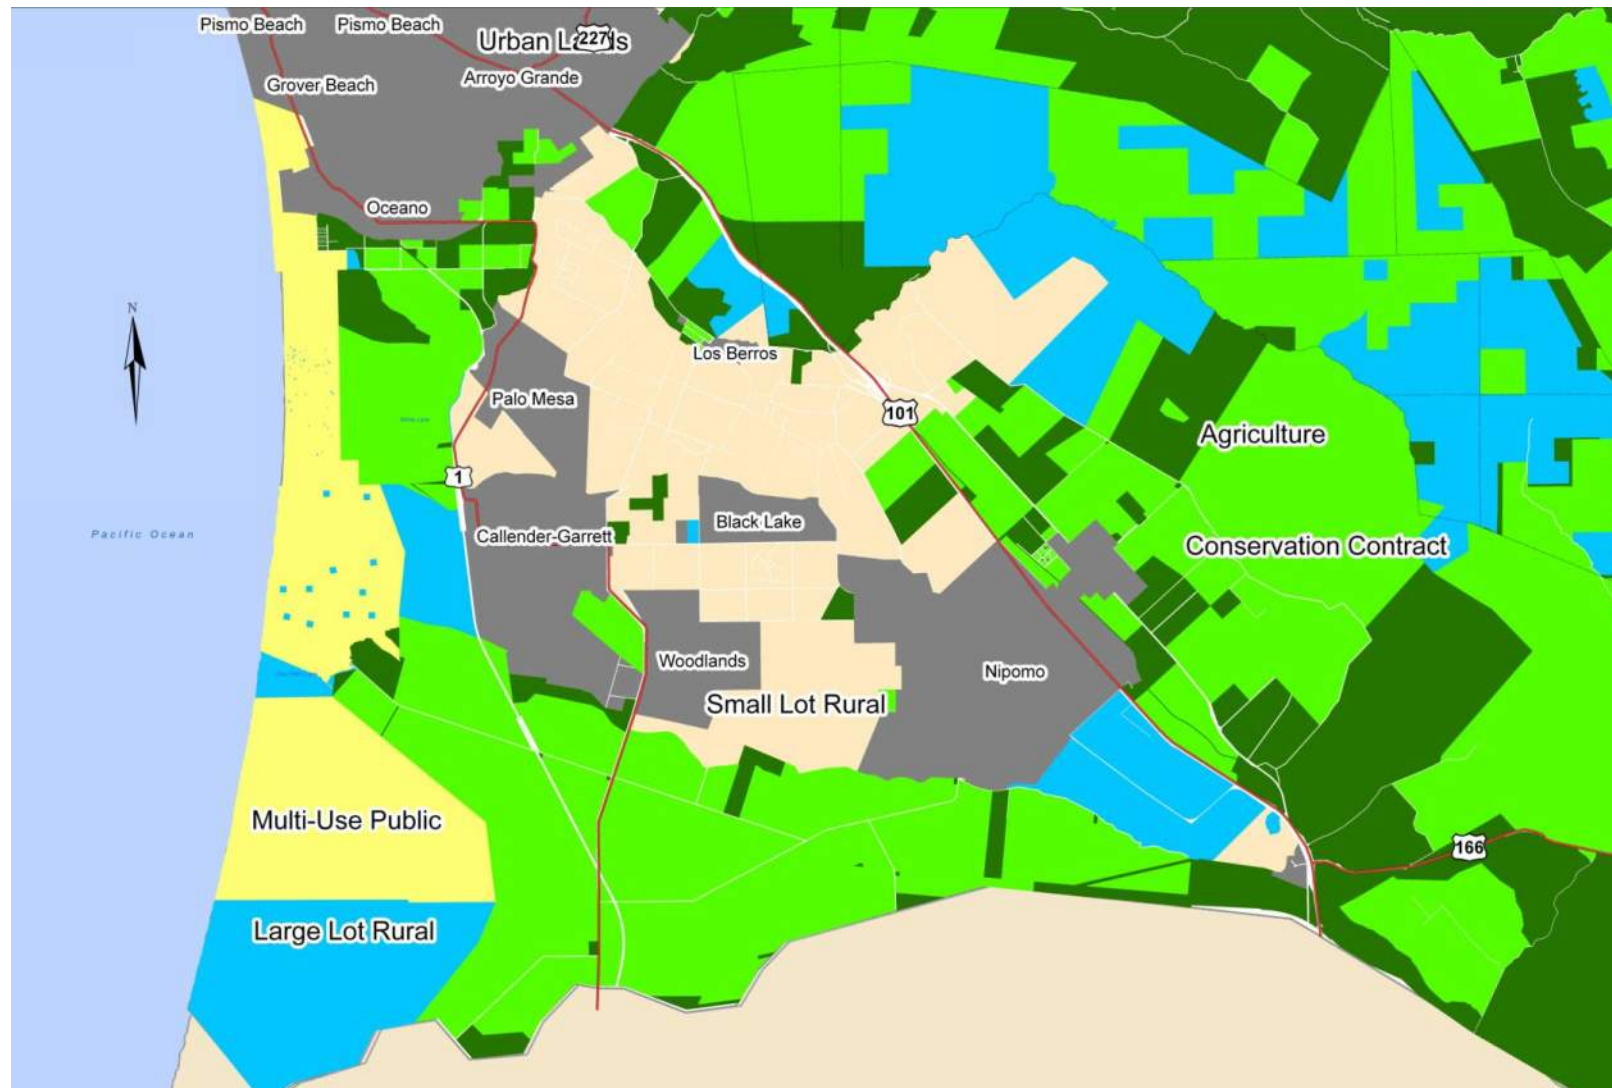 Pismo Beach
Pismo Beach
Urban Lands
227
Arroyo Grande
Grover Beach
Oceano
N
Los Berros
Palo Mesa
101
Agriculture
1
Pacific Ocean
Black Lake
Callender-Garrett
Conservation Contract
Woodlands
Nipomo
Small Lot Rural
Multi-Use Public
166
Large Lot Rural